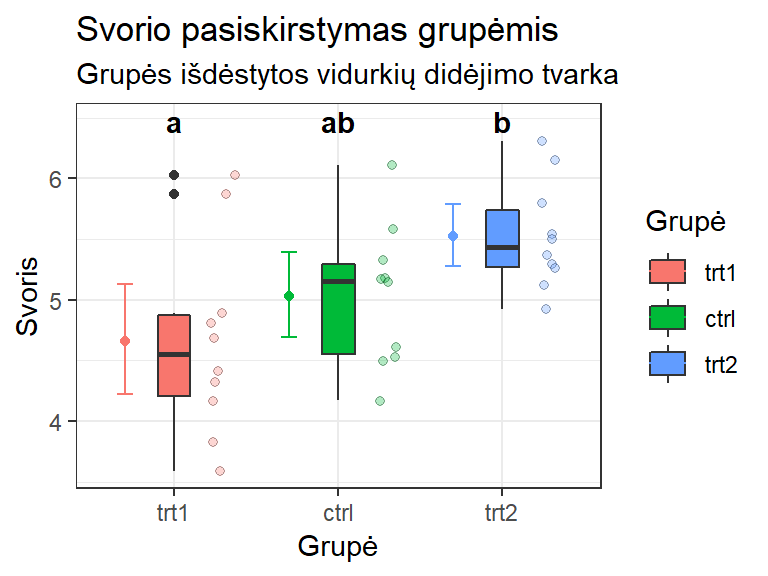 Svorio pasiskirstymas grupėmis
Grupės išdėstytos vidurkių didėjimo tvarka
a ab b
6
5
4
Svoris
trt1 ctrl trt2
Grupė
Grupė
trt1
ctrl
trt2